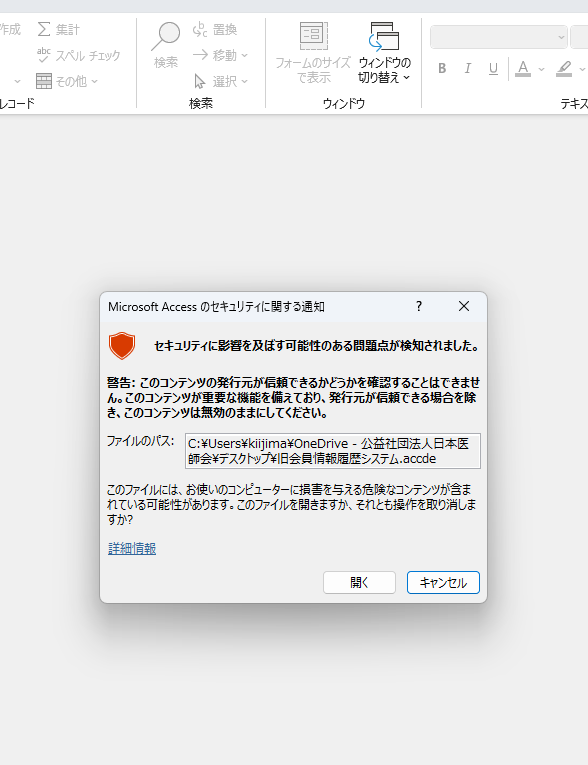 作成
集計
abc
スペル チェック
その他
レコード
検索
置換
移動
選択
検索
フォームのサイズ
で表示
ウィンドウの
切り替え
ウィンドウ
B I U A
テキス
Microsoft Access のセキュリティに関する通知
?
セキュリティに影響を及ぼす可能性のある問題点が検知されました。
警告: このコンテンツの発行元が信頼できるかどうかを確認することはできませ
ん。このコンテンツが重要な機能を備えており、発行元が信頼できる場合を除
き、このコンテンツは無効のままにしてください。
ファイルのパス:
C:¥Users¥kiijima¥OneDrive - 公益社団法人日本医
師会¥デスクトップ¥旧会員情報履歴システム.accde
このファイルには、お使いのコンピューターに損害を与える危険なコンテンツが含ま
れている可能性があります。このファイルを開きますか、それとも操作を取り消しま
すか?
詳細情報
開く
キャンセル